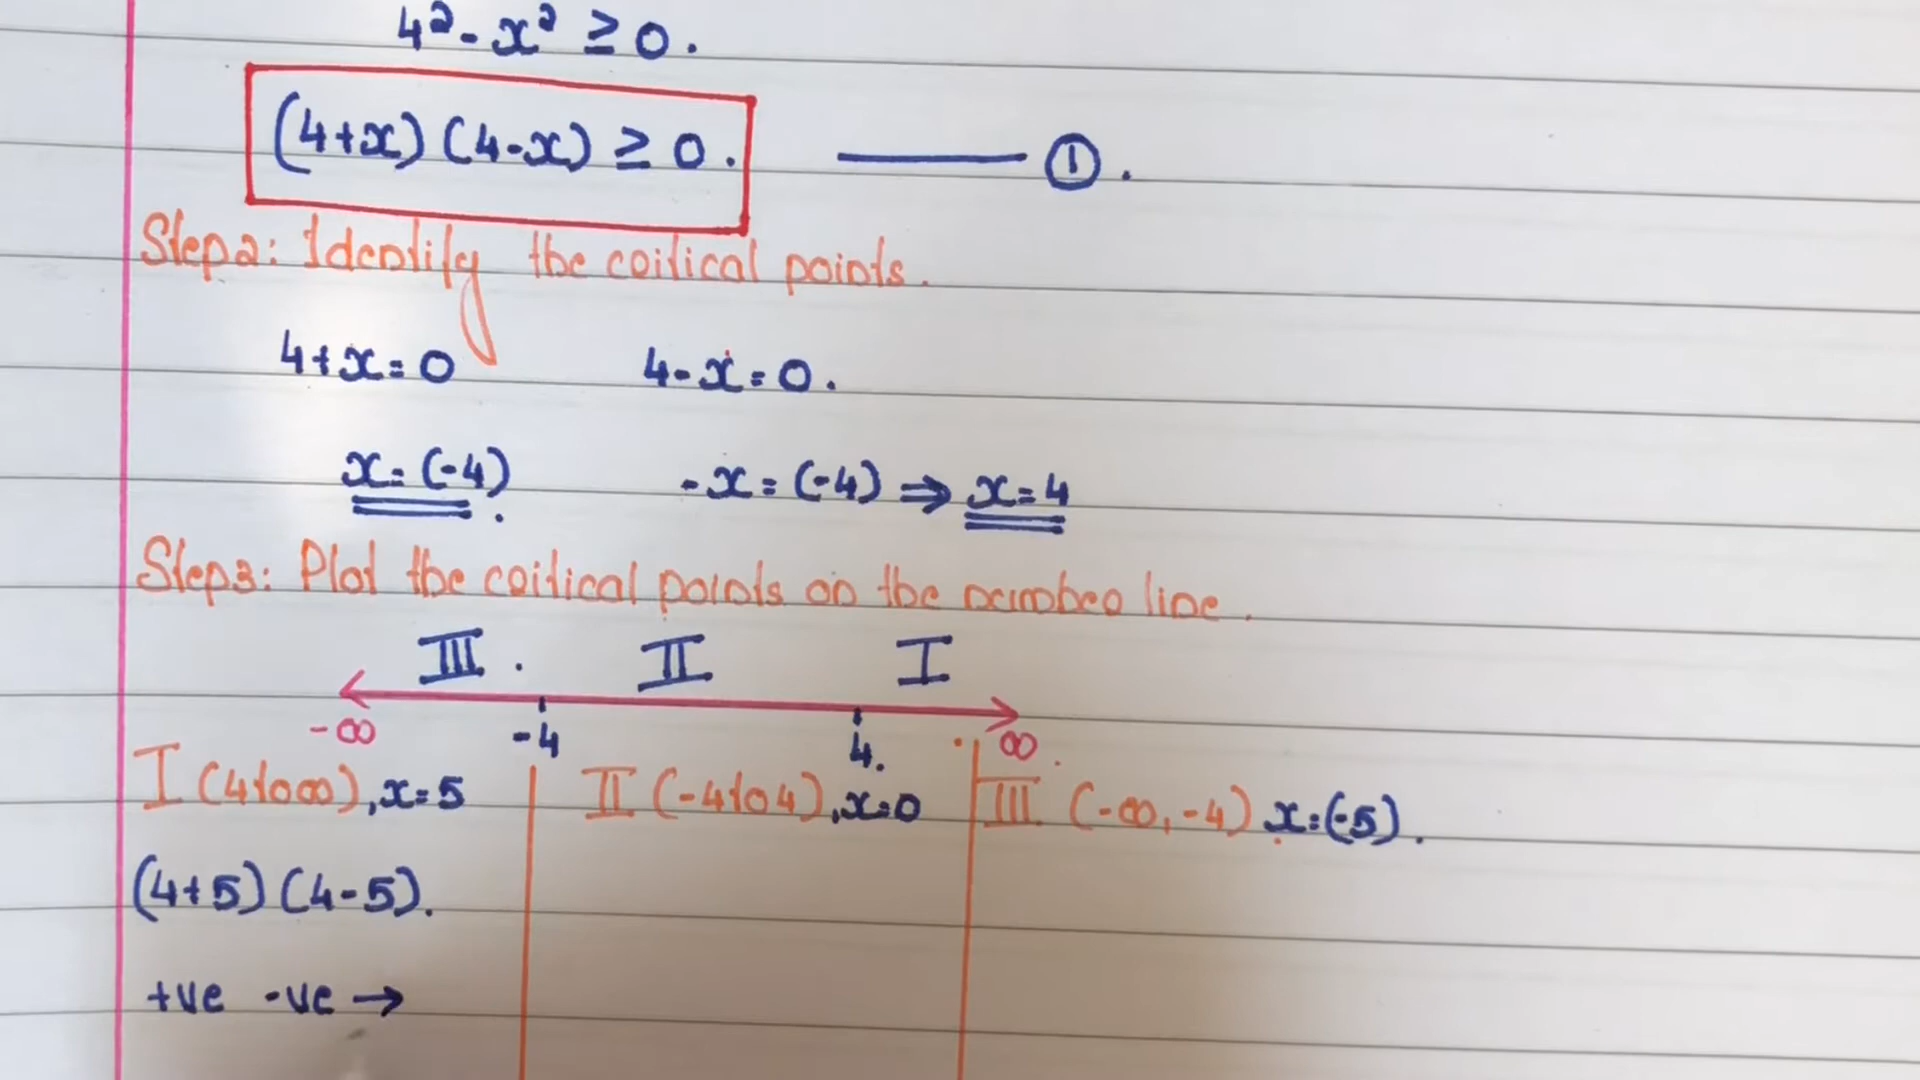 4² - x² ≥ 0.
(4+x) (4-x) ≥ 0. ——— ①.
Step2: Identify the critical points.
4+x=0 4-x=0.
x=(-4). -x=(-4) ⇒ x=4
Step3: Plot the critical points on the number line.
III. II I
-∞ -4 4. ∞.
I (4 to ∞), x=5 II (-4 to 4), x=0 III. (-∞, -4) x=(-5).
(4+5) (4-5).
+ve -ve →